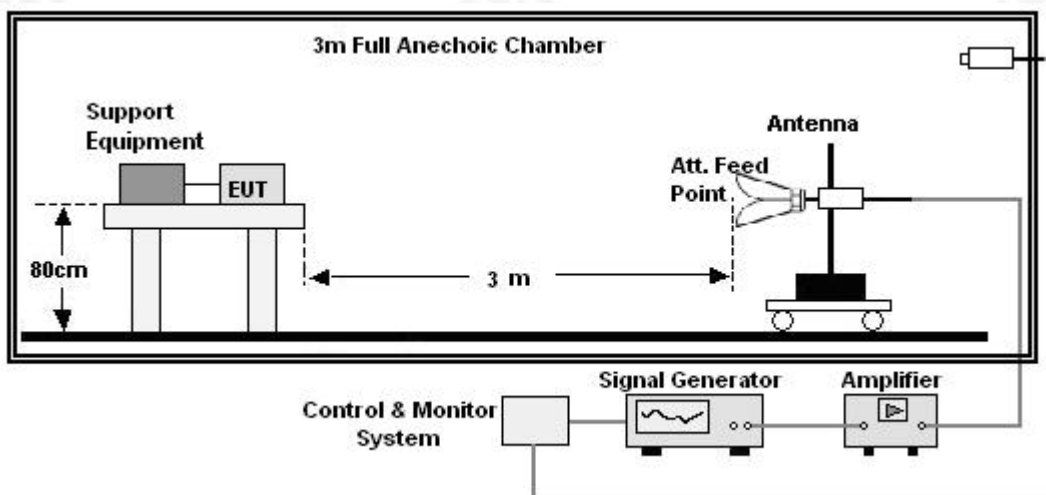 3m Full Anechoic Chamber
Support
Equipment
EUT
Antenna
Att. Feed
Point
80cm
3 m
Signal Generator
Amplifier
Control & Monitor
System